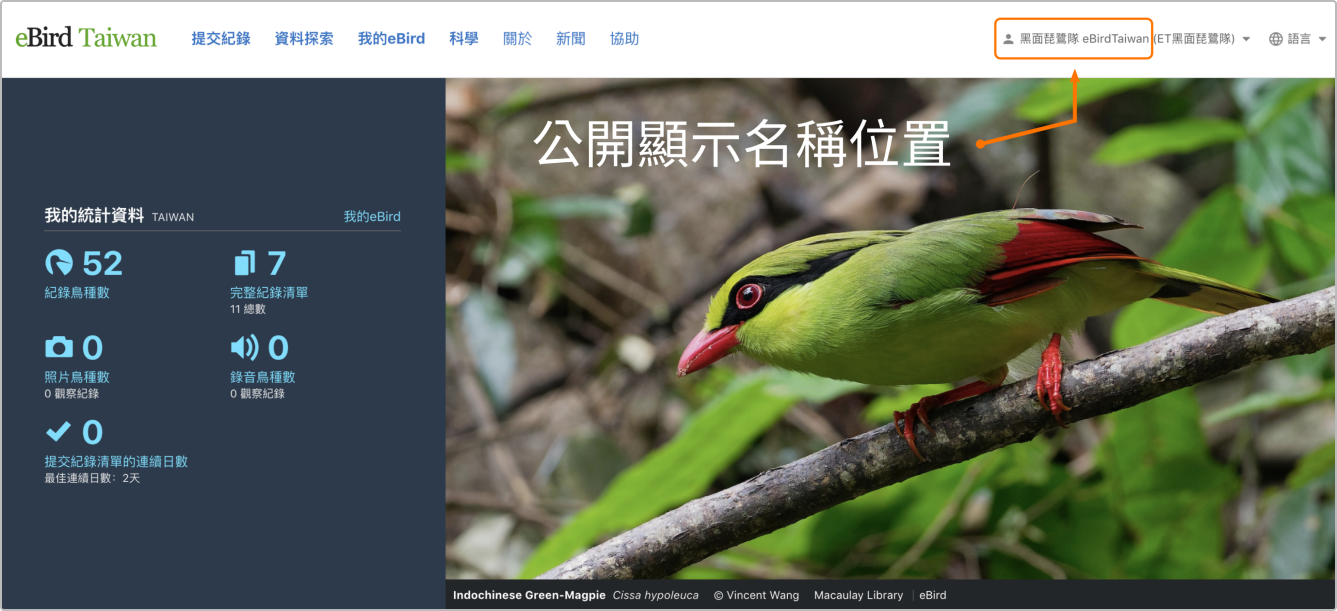 eBird Taiwan 提交紀錄 資料探索 我的eBird 科學 關於 新聞 協助 黑面琵鷺隊 eBirdTaiwan (ET黑面琵鷺隊) 語言
公開顯示名稱位置
我的統計資料 TAIWAN 我的eBird
52 7
紀錄鳥種數 完整紀錄清單
11 總數
0 0
照片鳥種數 錄音鳥種數
0 觀察紀錄 0 觀察紀錄
0
提交紀錄清單的連續日數
最佳連續日數：2天
Indochinese Green-Magpie Cissa hypoleuca © Vincent Wang Macaulay Library | eBird